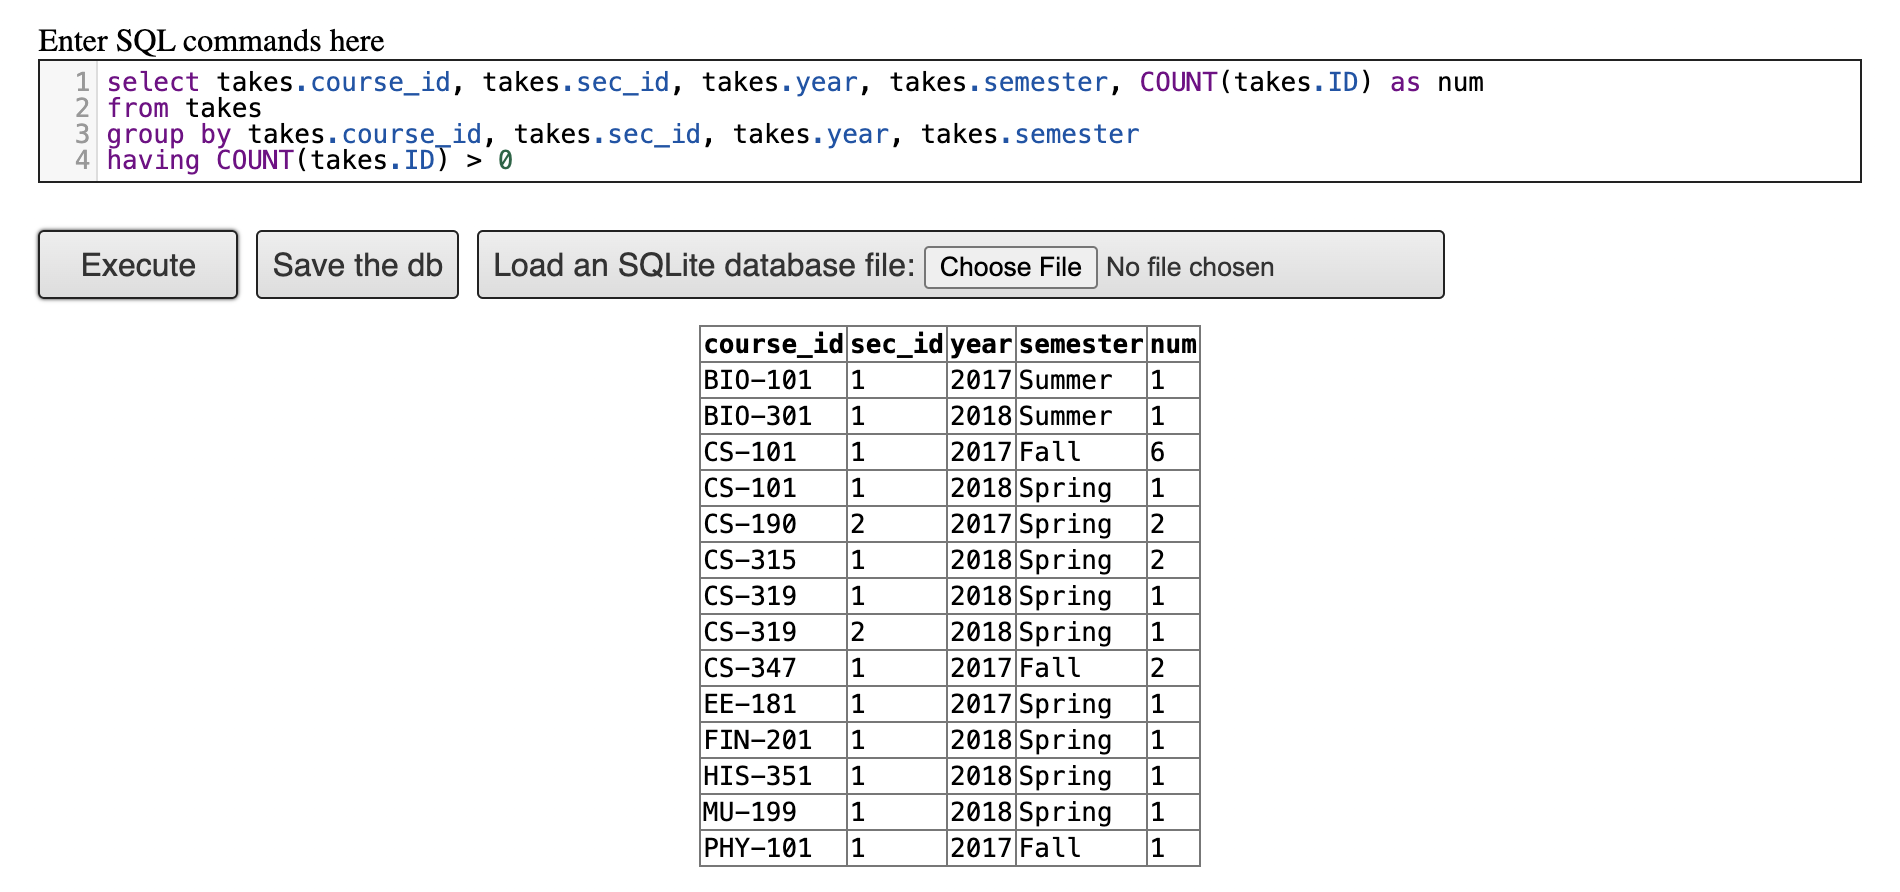 Enter SQL commands here
1 select takes.course_id, takes.sec_id, takes.year, takes.semester, COUNT(takes.ID) as num
2 from takes
3 group by takes.course_id, takes.sec_id, takes.year, takes.semester
4 having COUNT(takes.ID) > 0
Execute Save the db Load an SQLite database file: Choose File No file chosen
course_id sec_id year semester num
BIO-101 1 2017 Summer 1
BIO-301 1 2018 Summer 1
CS-101 1 2017 Fall 6
CS-101 1 2018 Spring 1
CS-190 2 2017 Spring 2
CS-315 1 2018 Spring 2
CS-319 1 2018 Spring 1
CS-319 2 2018 Spring 1
CS-347 1 2017 Fall 2
EE-181 1 2017 Spring 1
FIN-201 1 2018 Spring 1
HIS-351 1 2018 Spring 1
MU-199 1 2018 Spring 1
PHY-101 1 2017 Fall 1